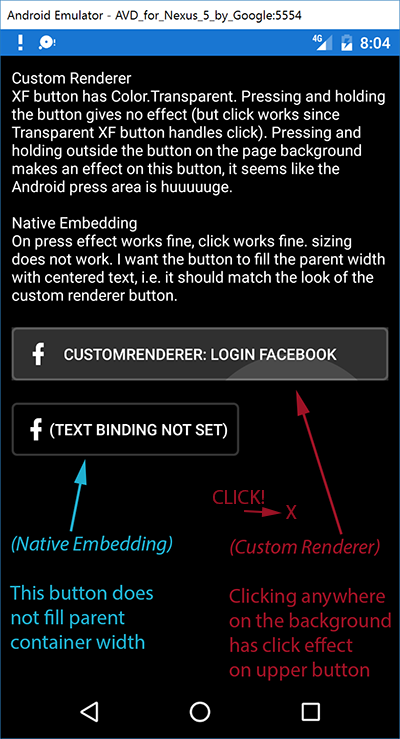 Android Emulator - AVD_for_Nexus_5_by_Google:5554
4G 8:04
Custom Renderer
XF button has Color.Transparent. Pressing and holding
the button gives no effect (but click works since
Transparent XF button handles click). Pressing and
holding outside the button on the page background
makes an effect on this button, it seems like the
Android press area is huuuuuge.
Native Embedding
On press effect works fine, click works fine. sizing
does not work. I want the button to fill the parent width
with centered text, i.e. it should match the look of the
custom renderer button.
f CUSTOMRENDERER: LOGIN FACEBOOK
f (TEXT BINDING NOT SET)
CLICK!
X
(Native Embedding)
(Custom Renderer)
This button does
not fill parent
container width
Clicking anywhere
on the background
has click effect
on upper button